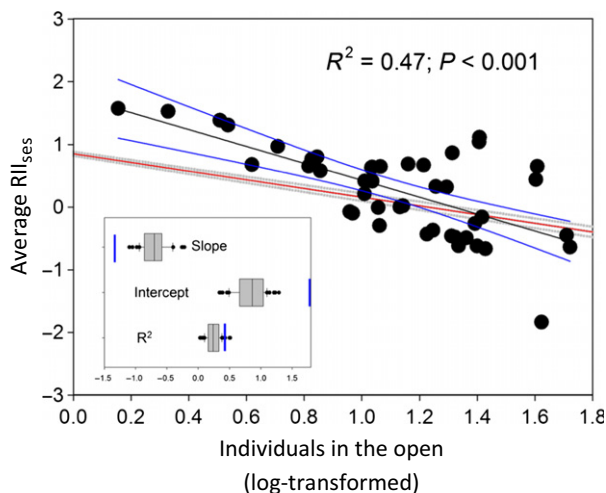 3
2
1
0
−1
−2
−3
Average RIIses
R² = 0.47; P < 0.001
Slope
Intercept
R²
−1.5 −1.0 −0.5 0.0 0.5 1.0 1.5
0.0 0.2 0.4 0.6 0.8 1.0 1.2 1.4 1.6 1.8
Individuals in the open
(log-transformed)